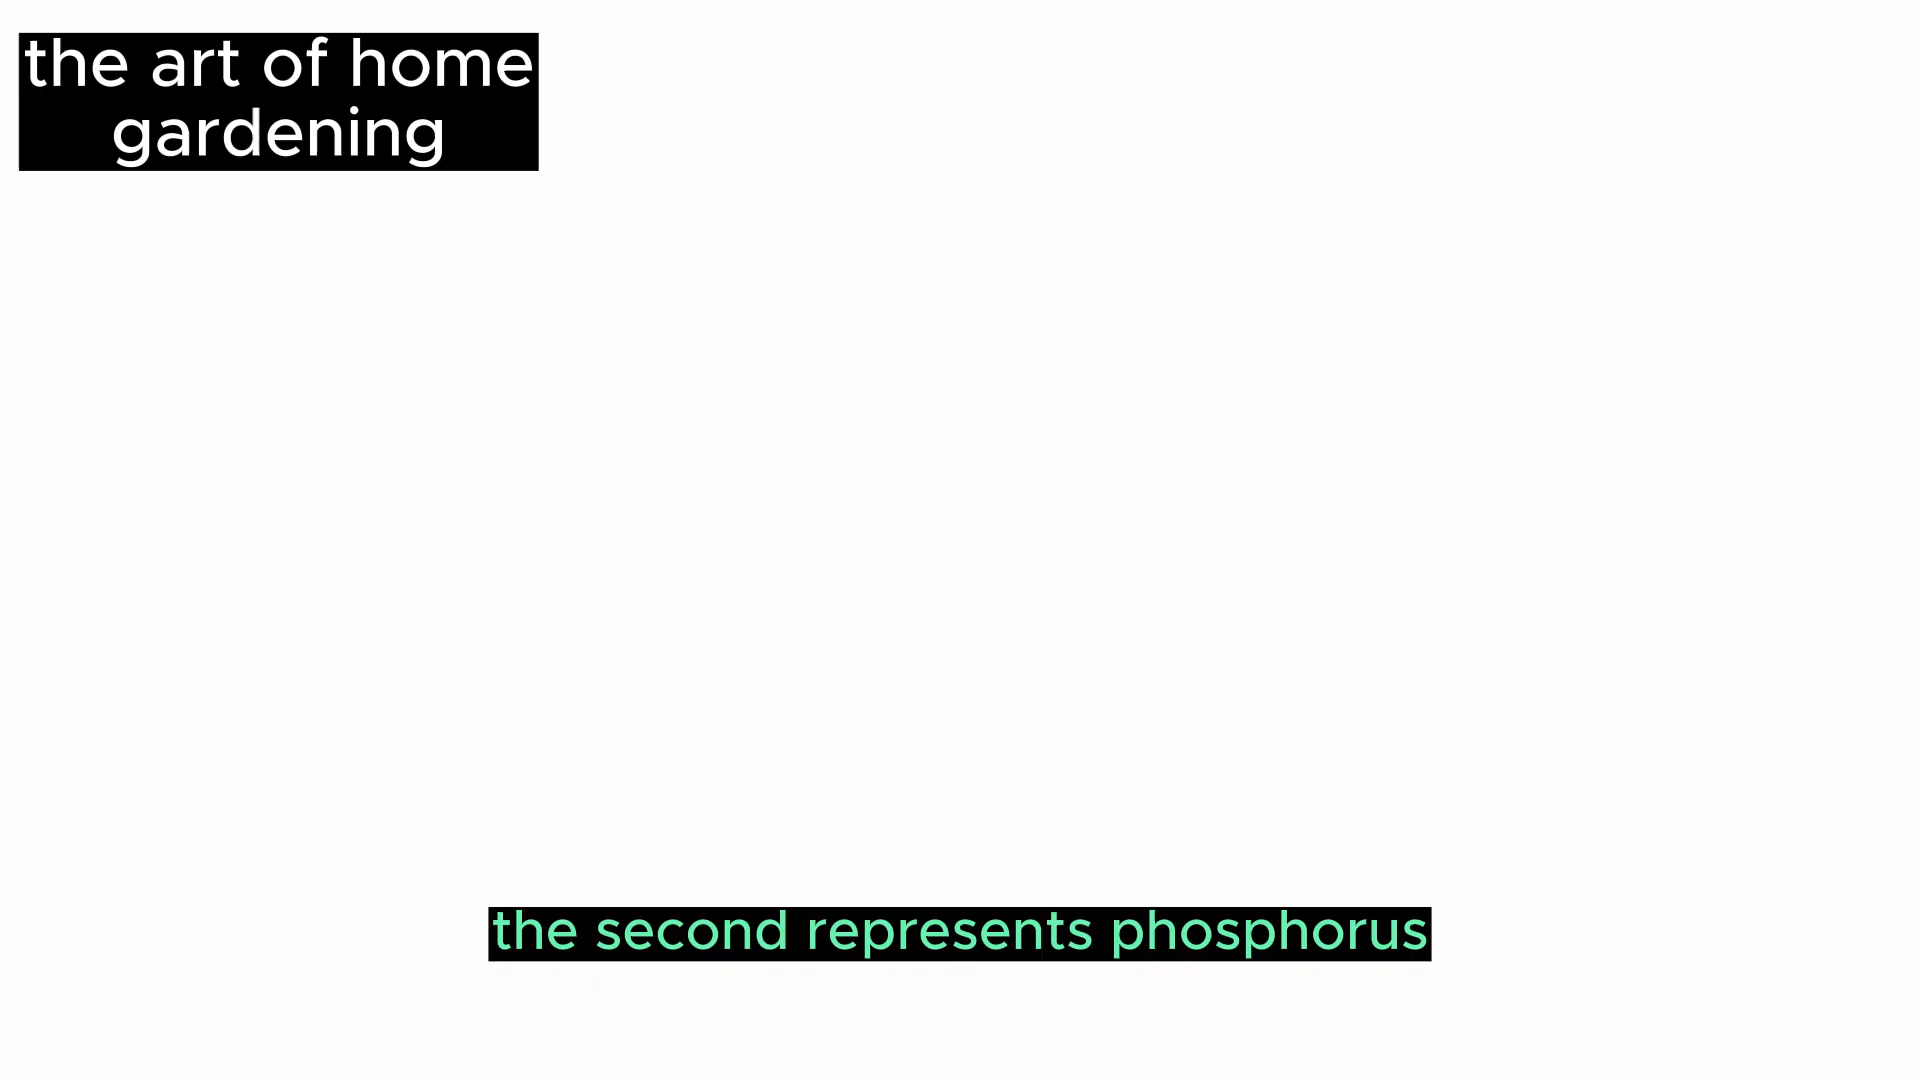 the art of home
gardening
the second represents phosphorus